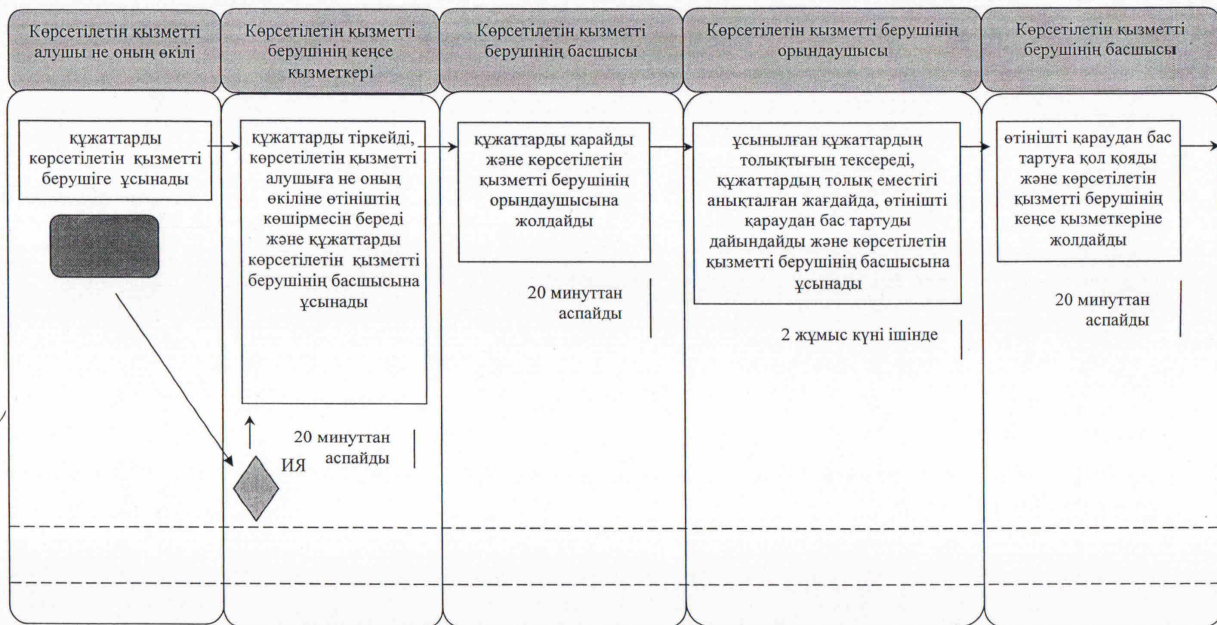 Көрсетілетін қызметті
алушы не оның өкілі
Көрсетілетін қызметті
берушінің кеңсе
қызметкері
Көрсетілетін қызметті
берушінің басшысы
Көрсетілетін қызметті берушінің
орындаушысы
Көрсетілетін қызметті
берушінің басшысы
құжаттарды
көрсетілетін қызметті
берушіге ұсынады
құжаттарды тіркейді,
көрсетілетін қызметті
алушыға не оның
өкіліне өтініштің
көшірмесін береді
және құжаттарды
көрсетілетін қызметті
берушінің басшысына
ұсынады
20 минуттан
аспайды
ИЯ
құжаттарды қарайды
және көрсетілетін
қызметті берушінің
орындаушысына
жолдайды
20 минуттан
аспайды
ұсынылған құжаттардың
толықтығын тексереді,
құжаттардың толық еместігі
анықталған жағдайда, өтінішті
қараудан бас тартуды
дайындайды және көрсетілетін
қызметті берушінің басшысына
ұсынады
2 жұмыс күні ішінде
өтінішті қараудан бас
тартуға қол қояды
және көрсетілетін
қызметті берушінің
кеңсе қызметкеріне
жолдайды
20 минуттан
аспайды